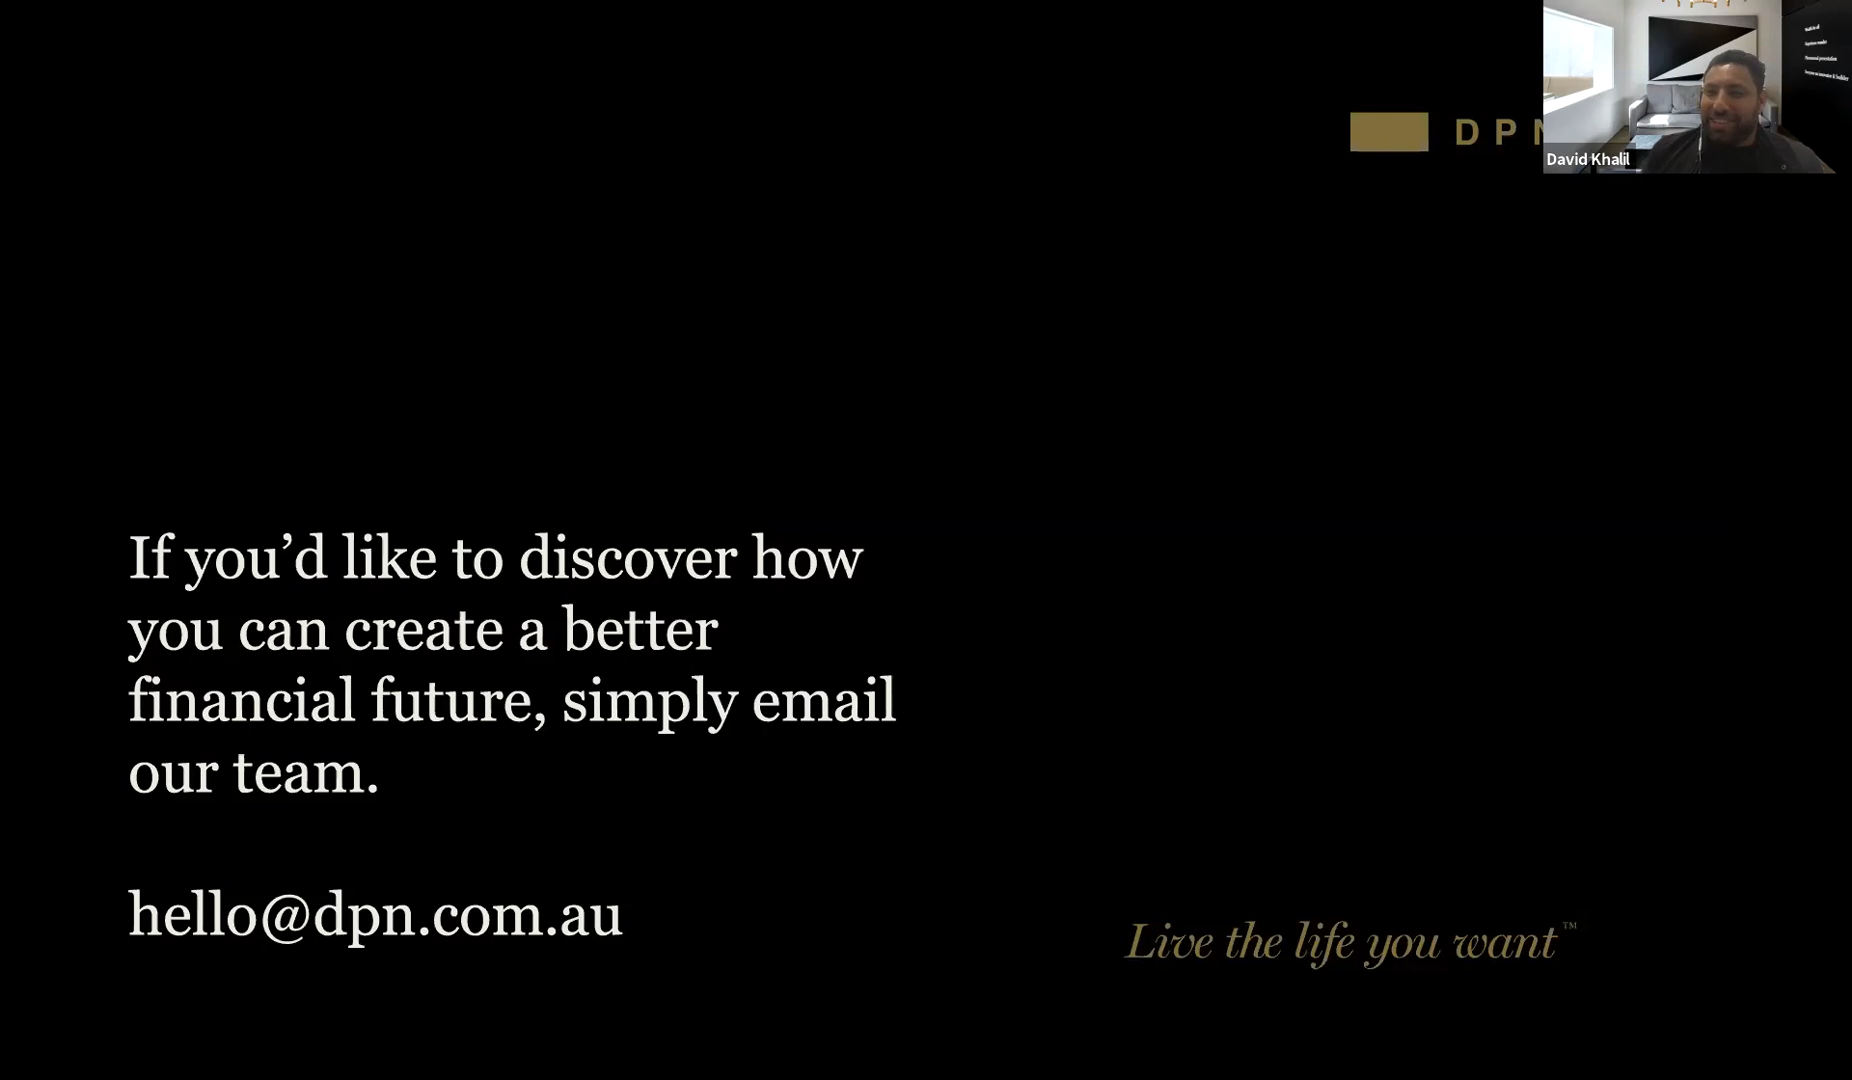 DPN
David Khalil
If you’d like to discover how
you can create a better
financial future, simply email
our team.
hello@dpn.com.au
Live the life you want™